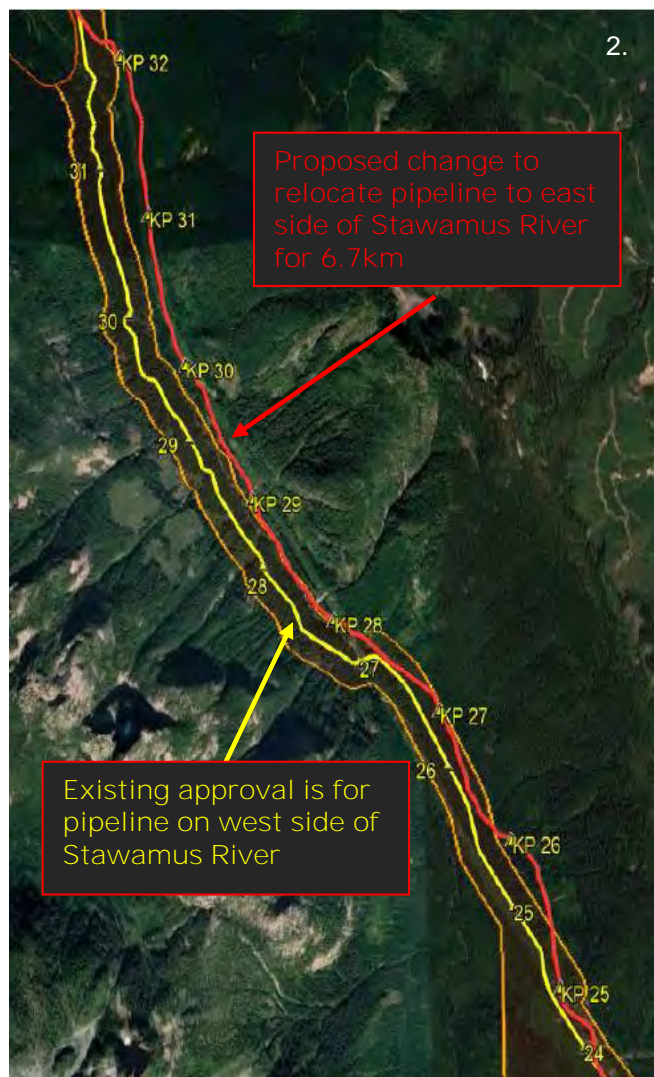 2.
KP 32
31
KP 31
Proposed change to
relocate pipeline to east
side of Stawamus River
for 6.7km
30
KP 30
29
KP 29
28
KP 28
27
KP 27
26
Existing approval is for
pipeline on west side of
Stawamus River
KP 26
25
KP 25
24